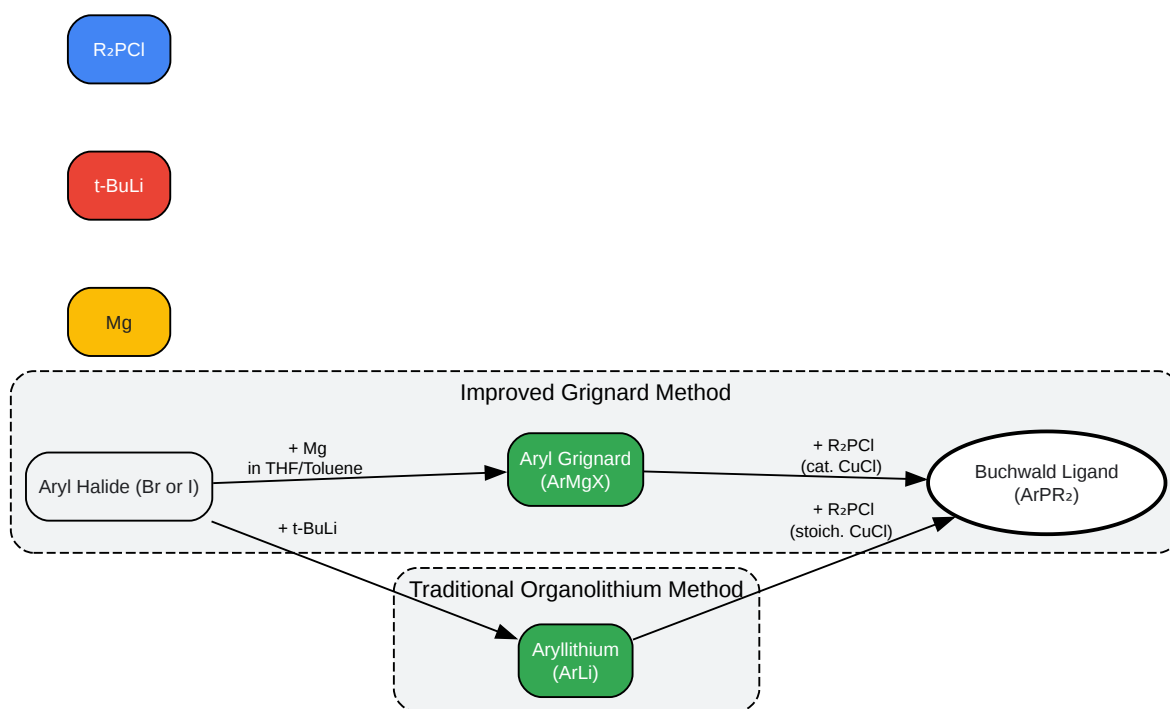 R₂PCl
t-BuLi
Mg
Improved Grignard Method
Aryl Halide (Br or I)
+ Mg
in THF/Toluene
Aryl Grignard
(ArMgX)
+ R₂PCl
(cat. CuCl)
Buchwald Ligand
(ArPR₂)
+ t-BuLi
+ R₂PCl
(stoich. CuCl)
Traditional Organolithium Method
Aryllithium
(ArLi)